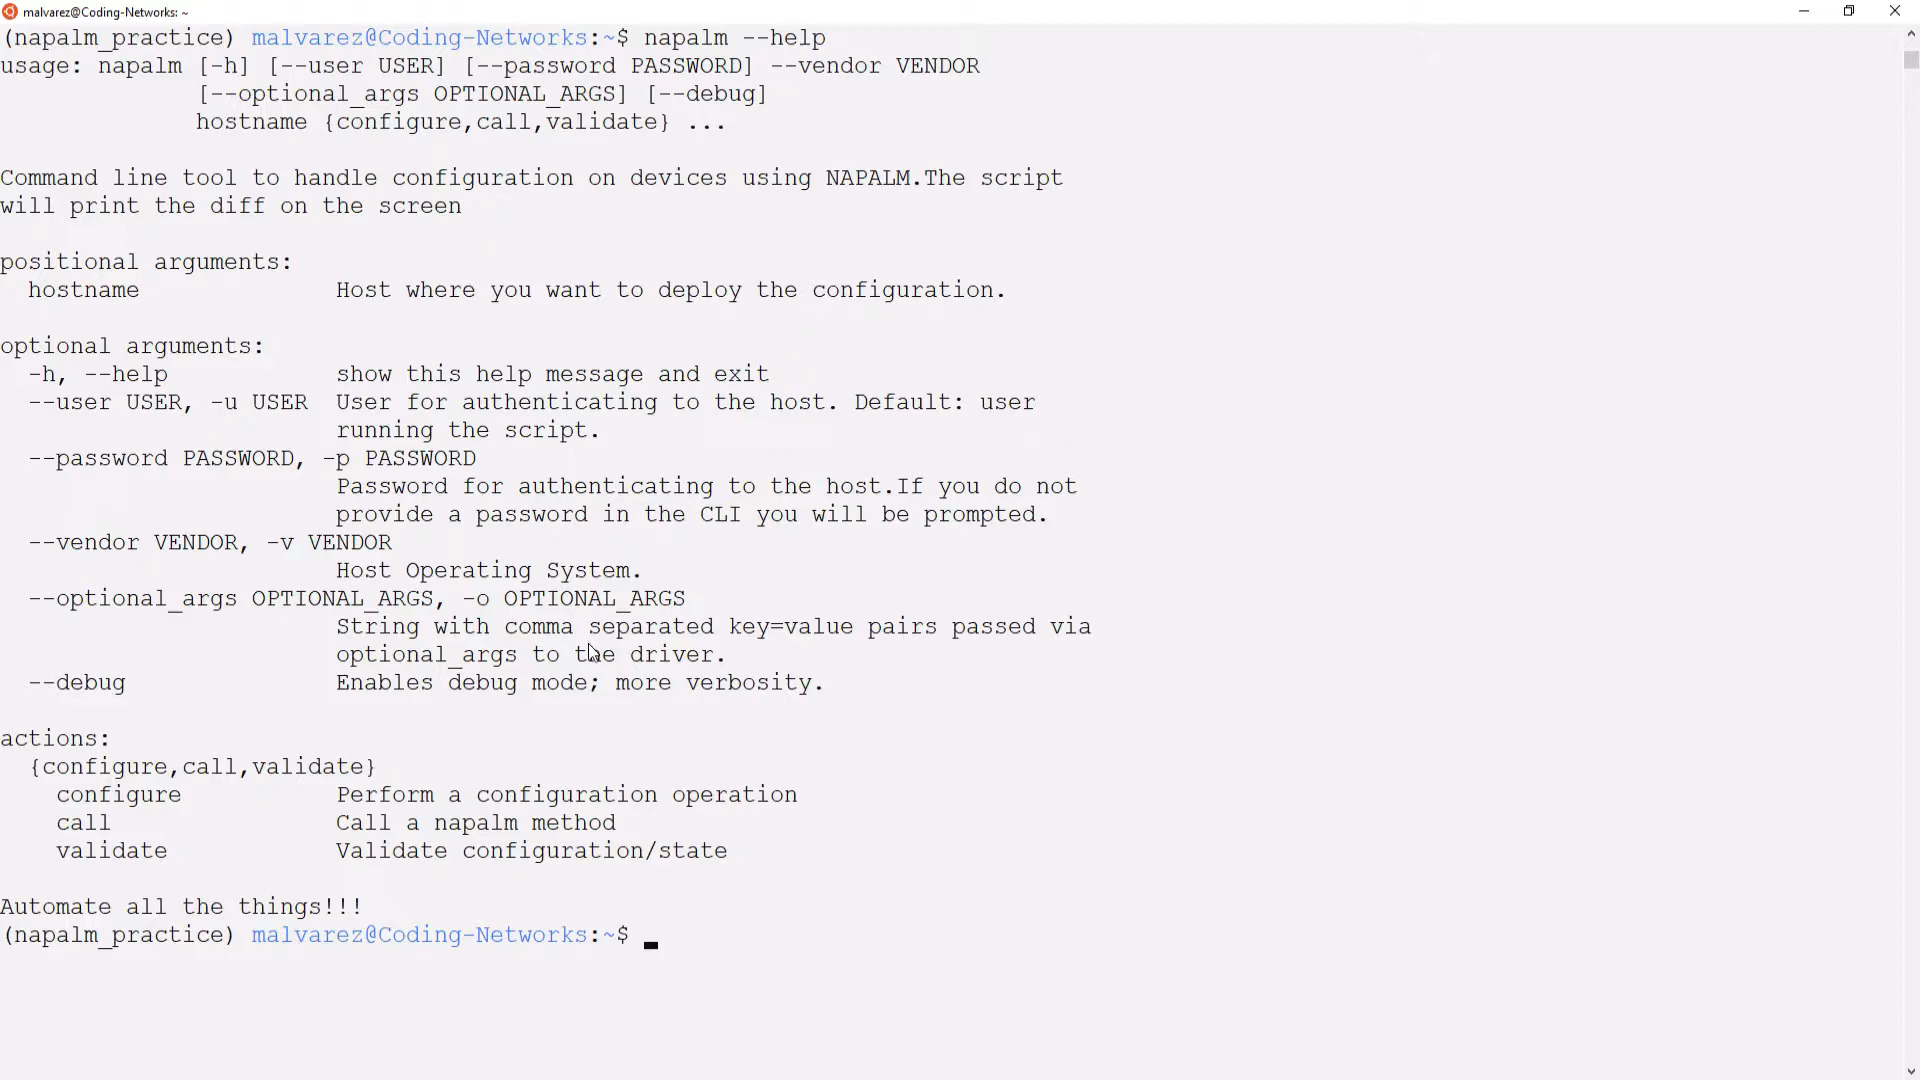 malvarez@Coding-Networks: ~
(napalm_practice) malvarez@Coding-Networks:~$ napalm --help
usage: napalm [-h] [--user USER] [--password PASSWORD] --vendor VENDOR
              [--optional_args OPTIONAL_ARGS] [--debug]
              hostname {configure,call,validate} ...

Command line tool to handle configuration on devices using NAPALM.The script
will print the diff on the screen

positional arguments:
  hostname              Host where you want to deploy the configuration.

optional arguments:
  -h, --help            show this help message and exit
  --user USER, -u USER  User for authenticating to the host. Default: user
                        running the script.
  --password PASSWORD, -p PASSWORD
                        Password for authenticating to the host.If you do not
                        provide a password in the CLI you will be prompted.
  --vendor VENDOR, -v VENDOR
                        Host Operating System.
  --optional_args OPTIONAL_ARGS, -o OPTIONAL_ARGS
                        String with comma separated key=value pairs passed via
                        optional_args to the driver.
  --debug               Enables debug mode; more verbosity.

actions:
  {configure,call,validate}
    configure           Perform a configuration operation
    call                Call a napalm method
    validate            Validate configuration/state

Automate all the things!!!
(napalm_practice) malvarez@Coding-Networks:~$